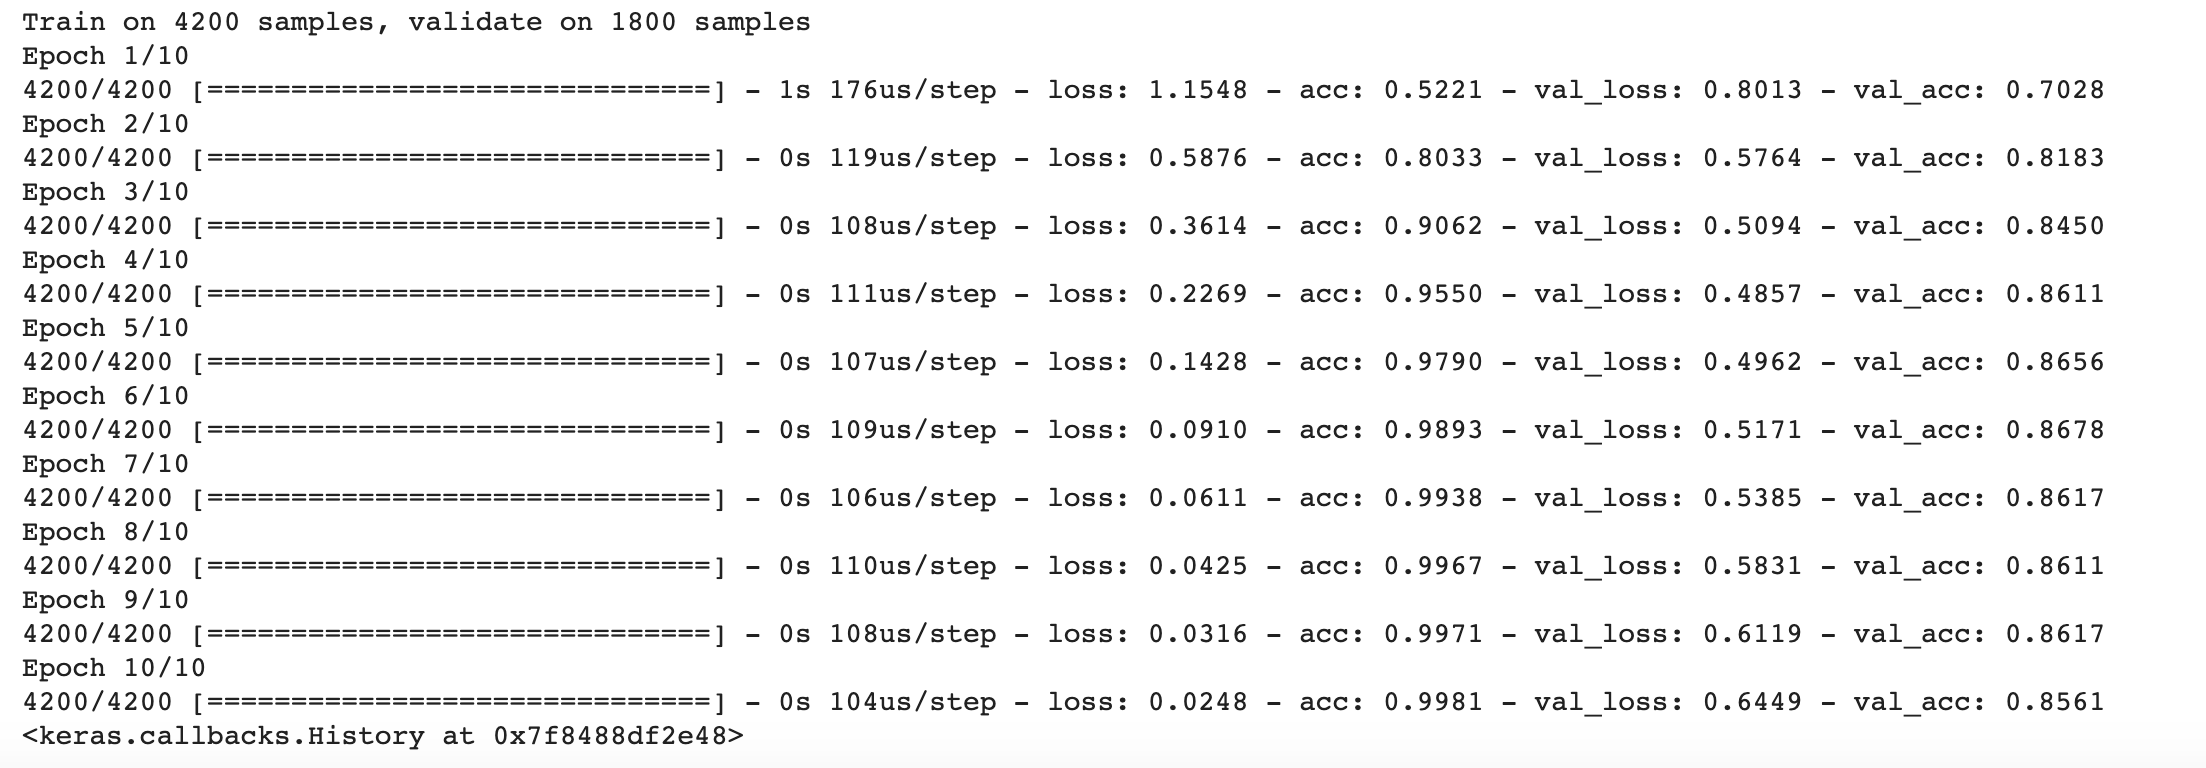 Train on 4200 samples, validate on 1800 samples
Epoch 1/10
4200/4200 [==============================] - 1s 176us/step - loss: 1.1548 - acc: 0.5221 - val_loss: 0.8013 - val_acc: 0.7028
Epoch 2/10
4200/4200 [==============================] - 0s 119us/step - loss: 0.5876 - acc: 0.8033 - val_loss: 0.5764 - val_acc: 0.8183
Epoch 3/10
4200/4200 [==============================] - 0s 108us/step - loss: 0.3614 - acc: 0.9062 - val_loss: 0.5094 - val_acc: 0.8450
Epoch 4/10
4200/4200 [==============================] - 0s 111us/step - loss: 0.2269 - acc: 0.9550 - val_loss: 0.4857 - val_acc: 0.8611
Epoch 5/10
4200/4200 [==============================] - 0s 107us/step - loss: 0.1428 - acc: 0.9790 - val_loss: 0.4962 - val_acc: 0.8656
Epoch 6/10
4200/4200 [==============================] - 0s 109us/step - loss: 0.0910 - acc: 0.9893 - val_loss: 0.5171 - val_acc: 0.8678
Epoch 7/10
4200/4200 [==============================] - 0s 106us/step - loss: 0.0611 - acc: 0.9938 - val_loss: 0.5385 - val_acc: 0.8617
Epoch 8/10
4200/4200 [==============================] - 0s 110us/step - loss: 0.0425 - acc: 0.9967 - val_loss: 0.5831 - val_acc: 0.8611
Epoch 9/10
4200/4200 [==============================] - 0s 108us/step - loss: 0.0316 - acc: 0.9971 - val_loss: 0.6119 - val_acc: 0.8617
Epoch 10/10
4200/4200 [==============================] - 0s 104us/step - loss: 0.0248 - acc: 0.9981 - val_loss: 0.6449 - val_acc: 0.8561
<keras.callbacks.History at 0x7f8488df2e48>